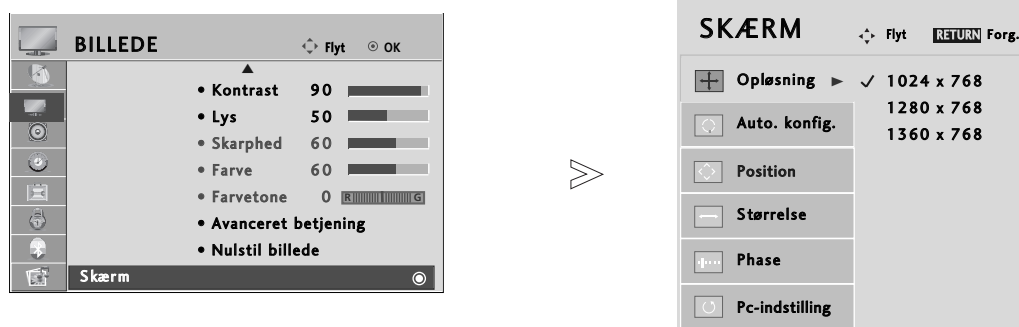 BILLEDE Flyt OK
• Kontrast 90
• Lys 50
• Skarphed 60
• Farve 60
• Farvetone 0 R G
• Avanceret betjening
• Nulstil billede
Skærm
SKÆRM Flyt RETURN Forg.
Opløsning ► ✓ 1024 x 768
1280 x 768
1360 x 768
Auto. konfig.
Position
Størrelse
Phase
Pc-indstilling